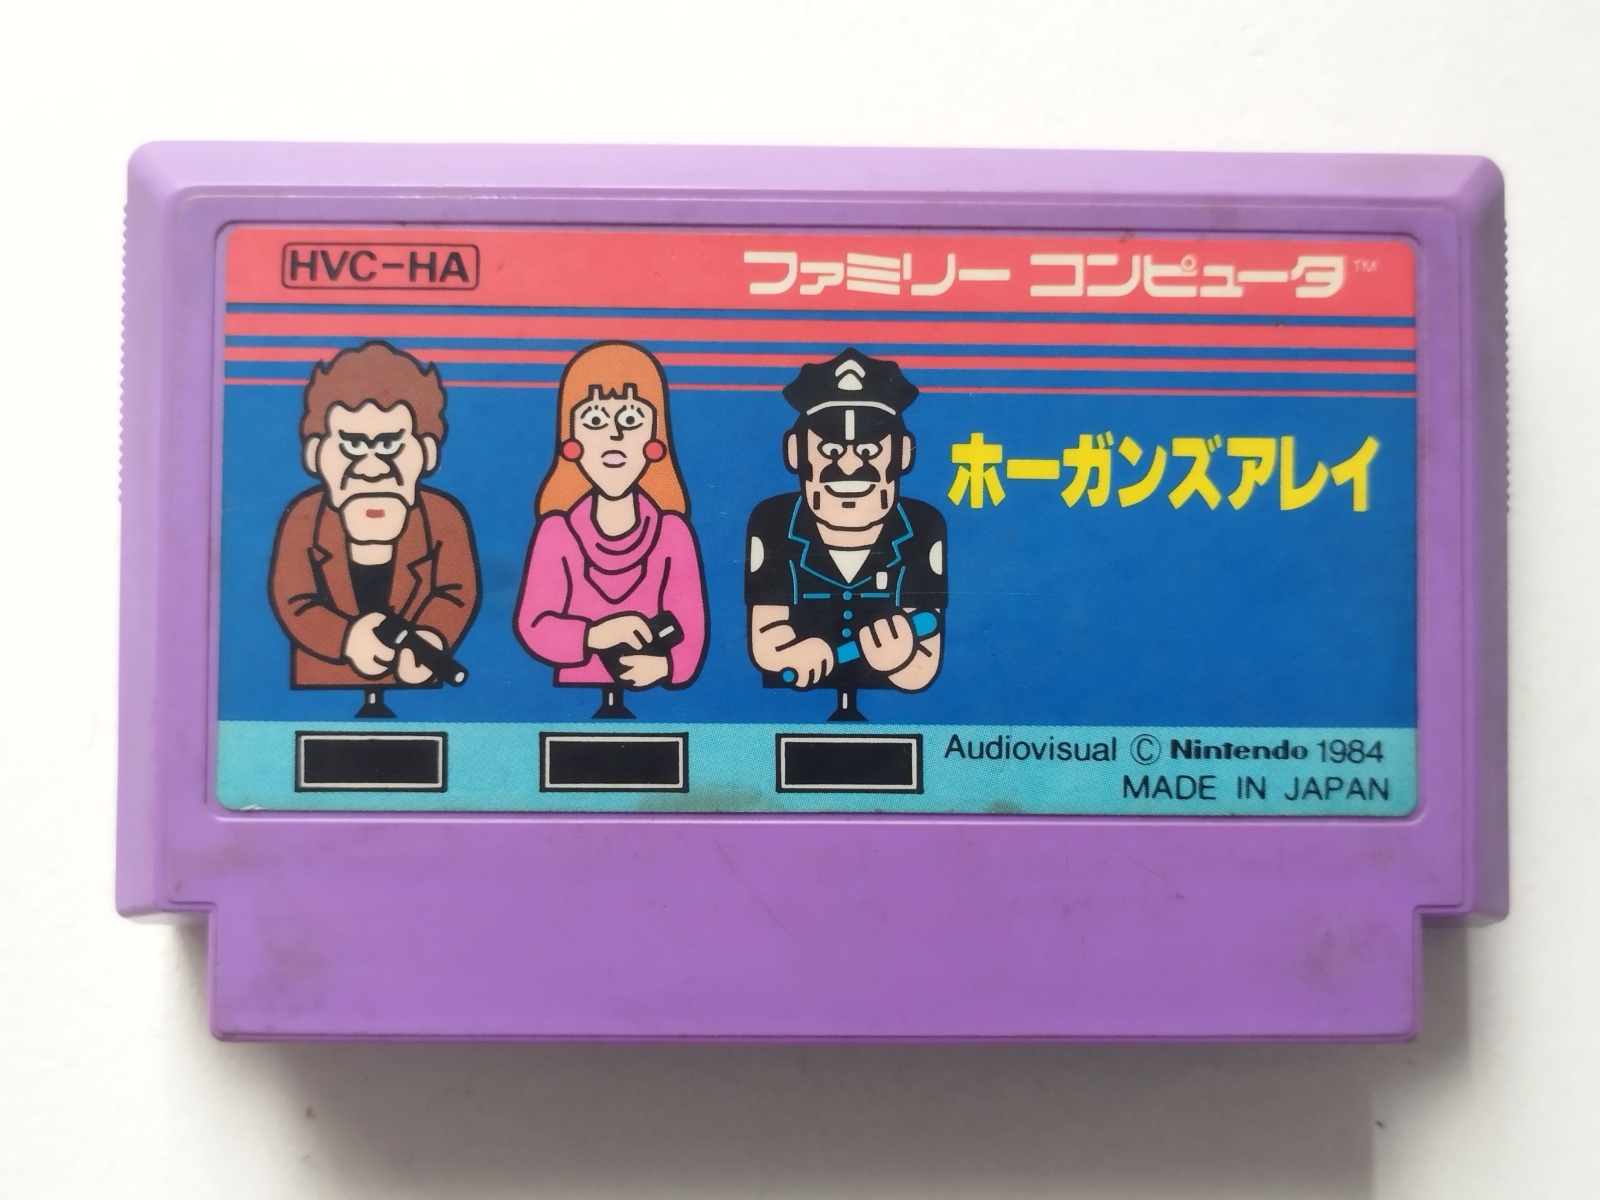 HVC-HA
ファミリー コンピュータ™
ホーガンズアレイ
Audiovisual © Nintendo 1984
MADE IN JAPAN